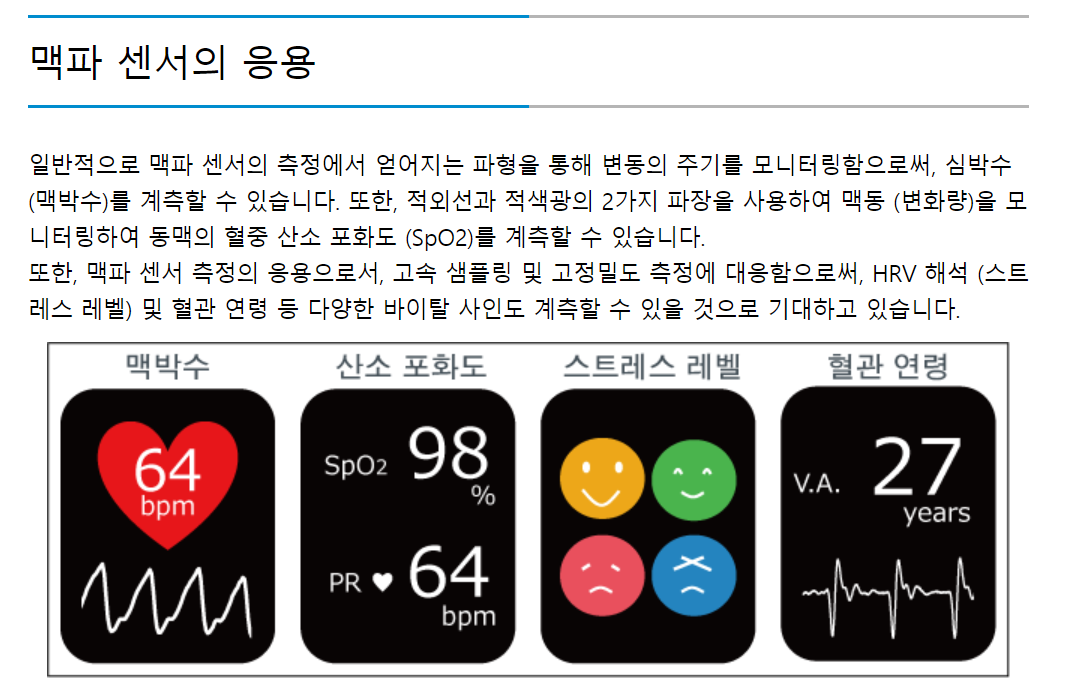 맥파 센서의 응용
일반적으로 맥파 센서의 측정에서 얻어지는 파형을 통해 변동의 주기를 모니터링함으로써, 심박수
(맥박수)를 계측할 수 있습니다. 또한, 적외선과 적색광의 2가지 파장을 사용하여 맥동 (변화량)을 모
니터링하여 동맥의 혈중 산소 포화도 (SpO2)를 계측할 수 있습니다.
또한, 맥파 센서 측정의 응용으로서, 고속 샘플링 및 고정밀도 측정에 대응함으로써, HRV 해석 (스트
레스 레벨) 및 혈관 연령 등 다양한 바이탈 사인도 계측할 수 있을 것으로 기대하고 있습니다.
맥박수
64
bpm
산소 포화도
SpO2 98
%
PR ♥ 64
bpm
스트레스 레벨
혈관 연령
V.A. 27
years